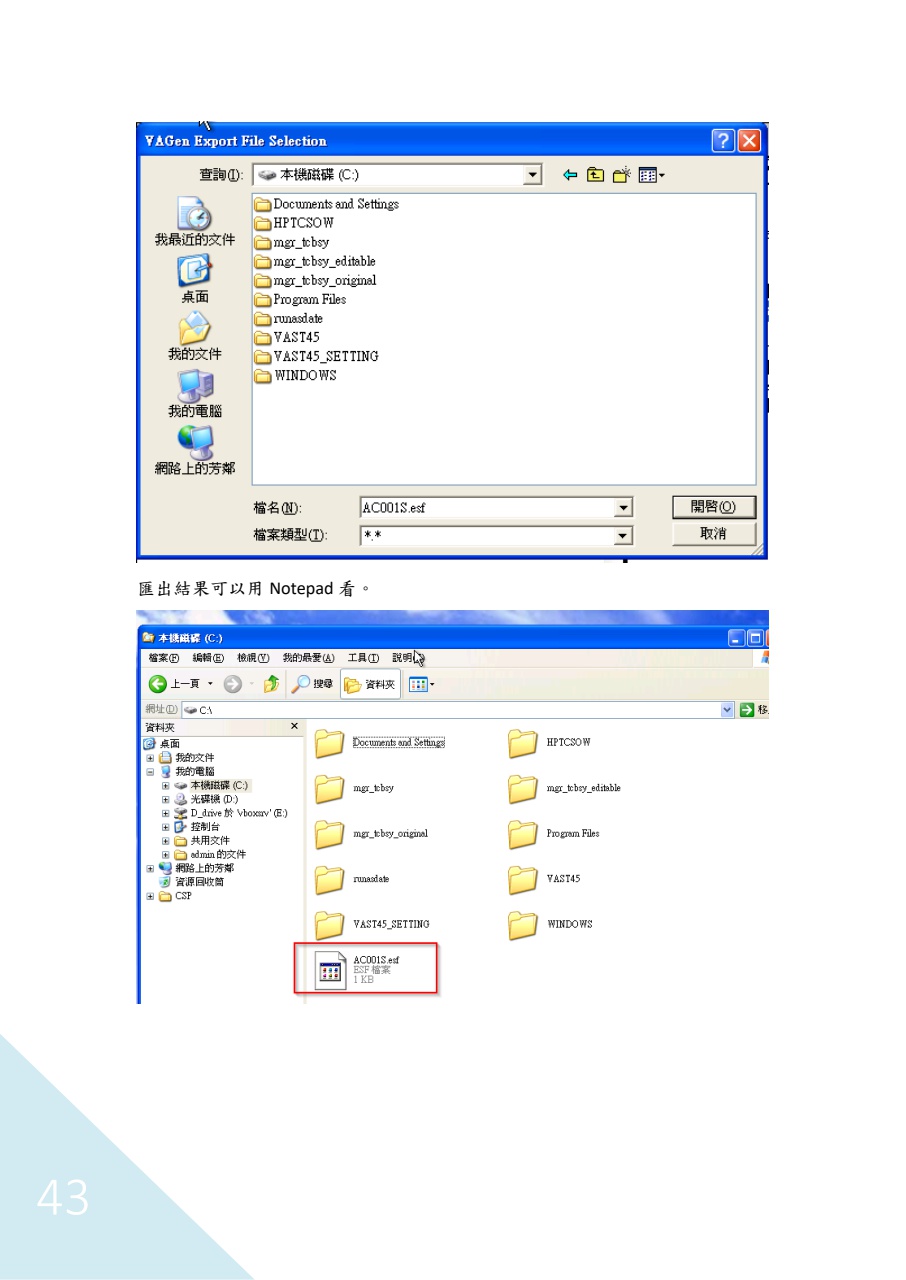 VAGen Export File Selection
查詢(I):
本機磁碟 (C:)
我最近的文件
桌面
我的文件
我的電腦
網路上的芳鄰
Documents and Settings
HPTCSOW
mgr_tcbsy
mgr_tcbsy_editable
mgr_tcbsy_original
Program Files
runasdate
VAST45
VAST45_SETTING
WINDOWS
檔名(N): AC001S.esf 開啓(O)
檔案類型(T): *.* 取消
匯出結果可以用 Notepad 看。
本機磁碟 (C:)
檔案(F) 編輯(E) 檢視(V) 我的最愛(A) 工具(T) 說明
上一頁 搜尋 資料夾
網址(D) C:\ 移
資料夾
桌面
我的文件
我的電腦
本機磁碟 (C:)
光碟機 (D:)
D_drive 於 'vboxsrv' (E:)
控制台
共用文件
admin 的文件
網路上的芳鄰
資源回收筒
CSP
Documents and Settings HPTCSOW
mgr_tcbsy mgr_tcbsy_editable
mgr_tcbsy_original Program Files
runasdate VAST45
VAST45_SETTING WINDOWS
AC001S.esf
ESF 檔案
1 KB
43